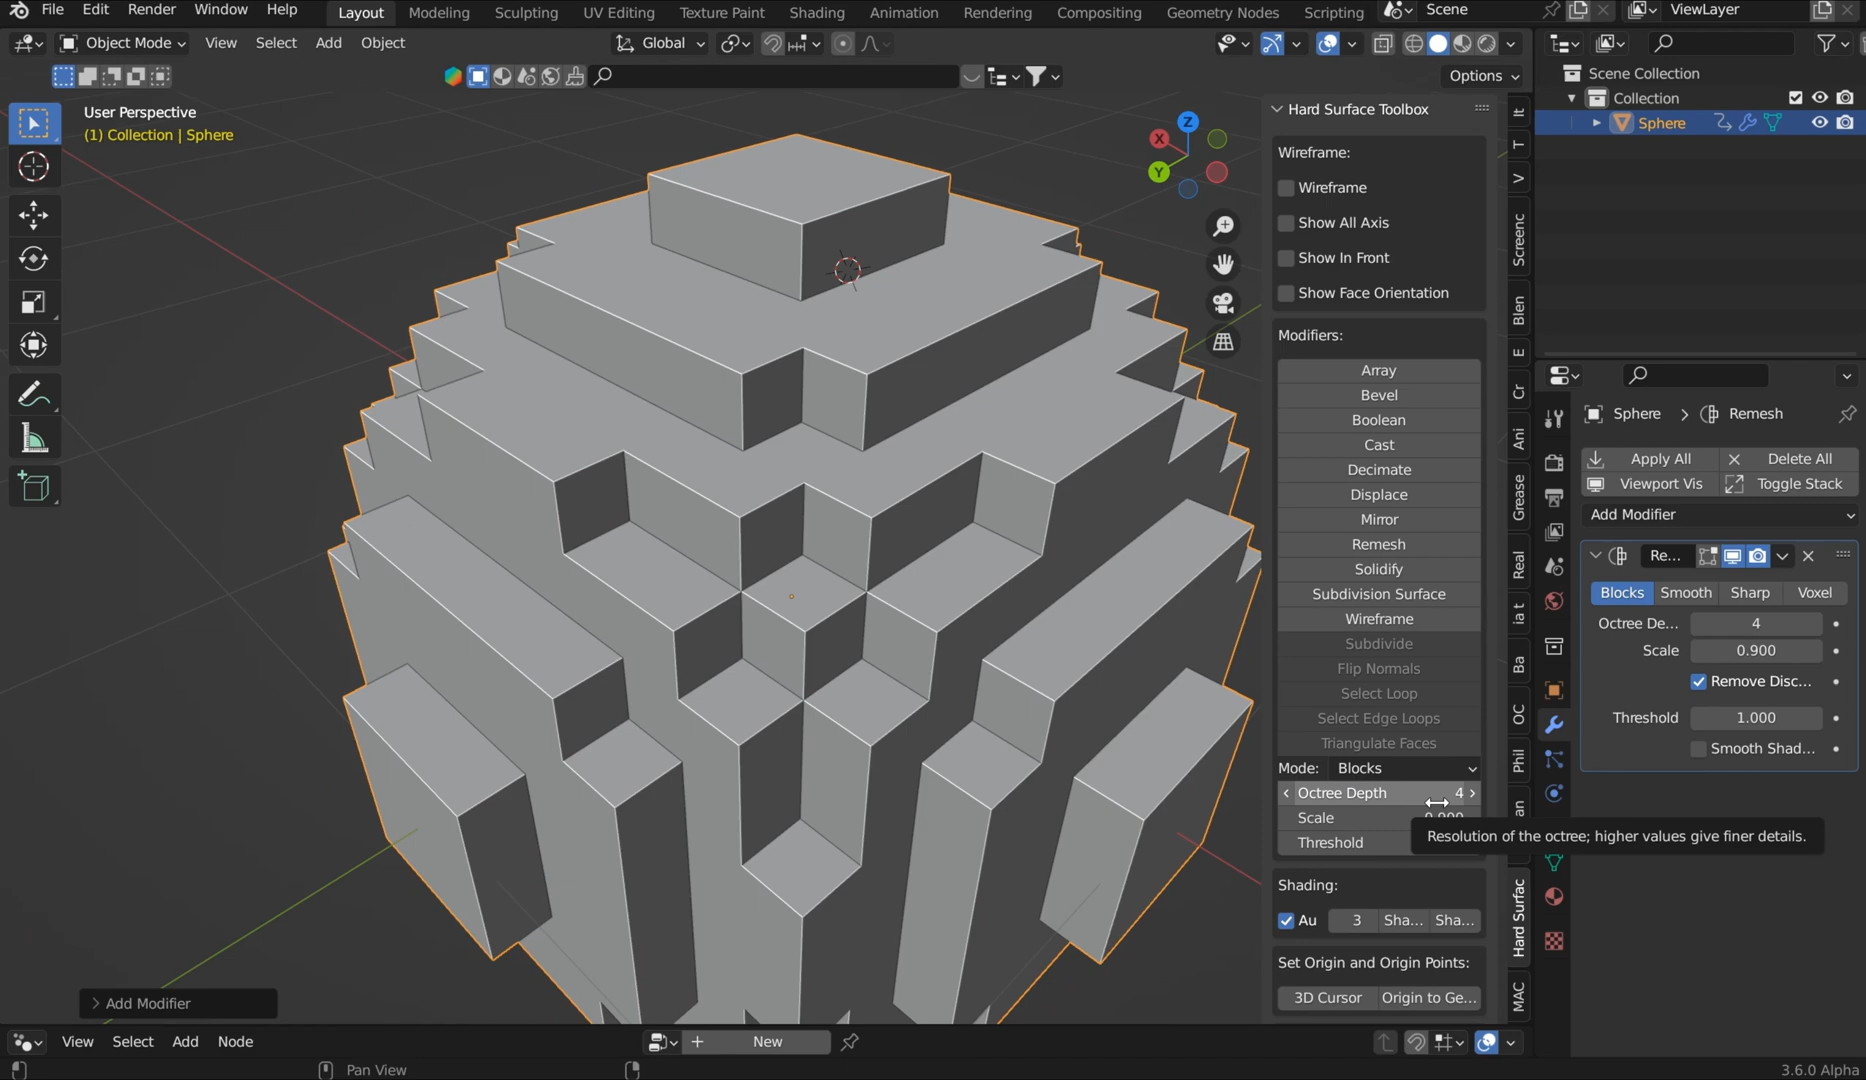 File Edit Render Window Help Layout Modeling Sculpting UV Editing Texture Paint Shading Animation Rendering Compositing Geometry Nodes Scripting Scene ViewLayer
Object Mode View Select Add Object Global
Options
User Perspective
(1) Collection | Sphere
X
Y
Z
Hard Surface Toolbox
Wireframe:
Wireframe
Show All Axis
Show In Front
Show Face Orientation
Modifiers:
Array
Bevel
Boolean
Cast
Decimate
Displace
Mirror
Remesh
Solidify
Subdivision Surface
Wireframe
Subdivide
Flip Normals
Select Loop
Select Edge Loops
Triangulate Faces
Mode: Blocks
Octree Depth 4
Scale
Threshold
Resolution of the octree; higher values give finer details.
Shading:
Au 3 Sha... Sha...
Set Origin and Origin Points:
3D Cursor Origin to Ge...
It
T
V
Screenc
Blen
E
Cr
Ani
Grease
Real
ia t
Ba
OC
Phil
an
Hard Surfac
MAC
Scene Collection
Collection
Sphere
Sphere > Remesh
Apply All Delete All
Viewport Vis Toggle Stack
Add Modifier
Re...
Blocks Smooth Sharp Voxel
Octree De... 4
Scale 0.900
Remove Disc...
Threshold 1.000
Smooth Shad...
Add Modifier
View Select Add Node New
Pan View 3.6.0 Alpha